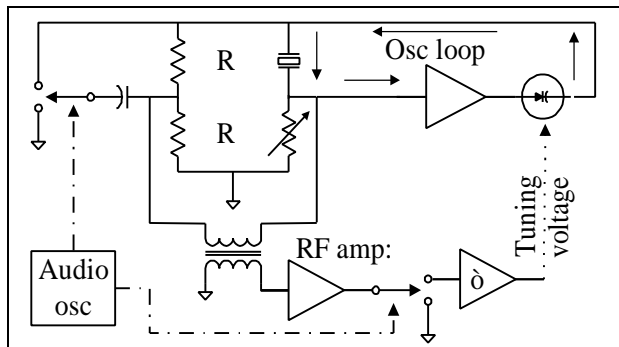 Osc loop
R
R
Tuning
voltage
RF amp:
Audio
osc
ò